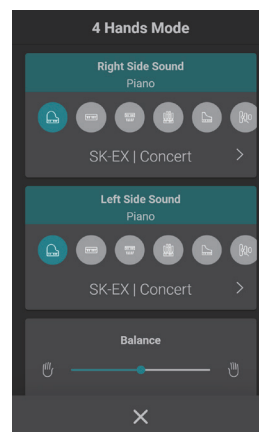 4 Hands Mode
Right Side Sound
Piano
SK-EX | Concert
Left Side Sound
Piano
SK-EX | Concert
Balance